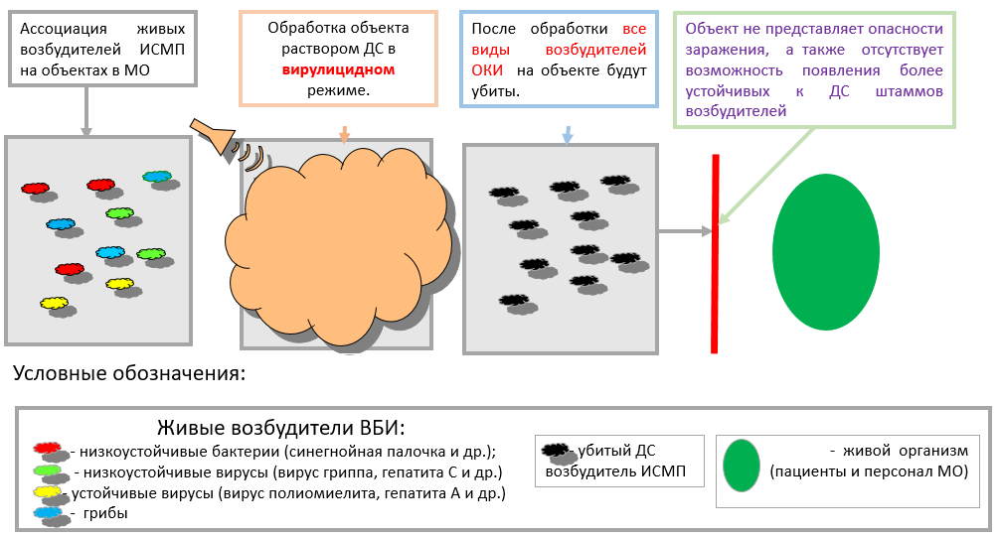 Ассоциация живых
возбудителей ИСМП
на объектах в МО
Обработка объекта
раствором ДС в
вирулицидном
режиме.
После обработки все
виды возбудителей
ОКИ на объекте будут
убиты.
Объект не представляет опасности
заражения, а также отсутствует
возможность появления более
устойчивых к ДС штаммов
возбудителей
Условные обозначения:
Живые возбудители ВБИ:
- низкоустойчивые бактерии (синегнойная палочка и др.);
- низкоустойчивые вирусы (вирус гриппа, гепатита С и др.)
- устойчивые вирусы (вирус полиомиелита, гепатита А и др.)
- грибы
- убитый ДС
возбудитель ИСМП
- живой организм
(пациенты и персонал МО)